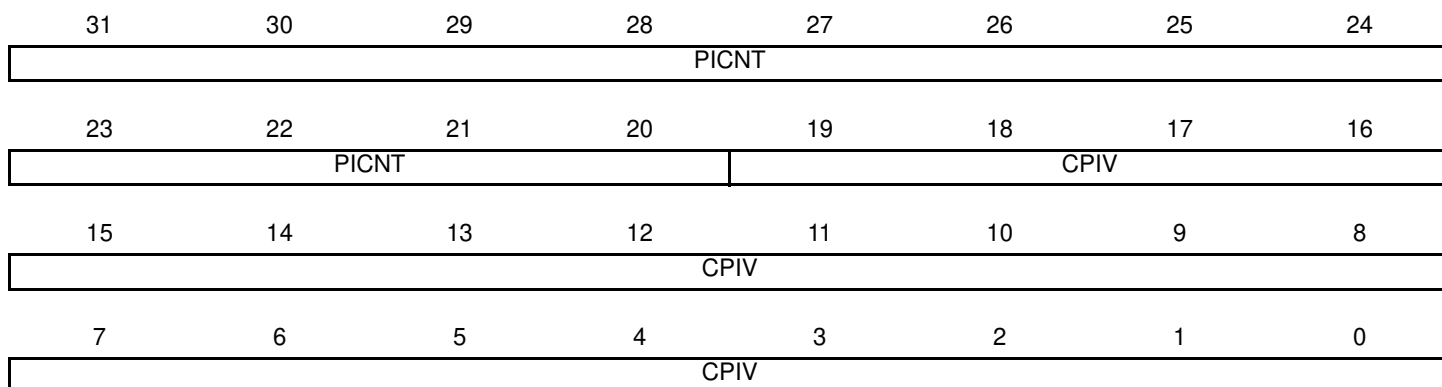 31 30 29 28 27 26 25 24
PICNT
23 22 21 20 19 18 17 16
PICNT CPIV
15 14 13 12 11 10 9 8
CPIV
7 6 5 4 3 2 1 0
CPIV